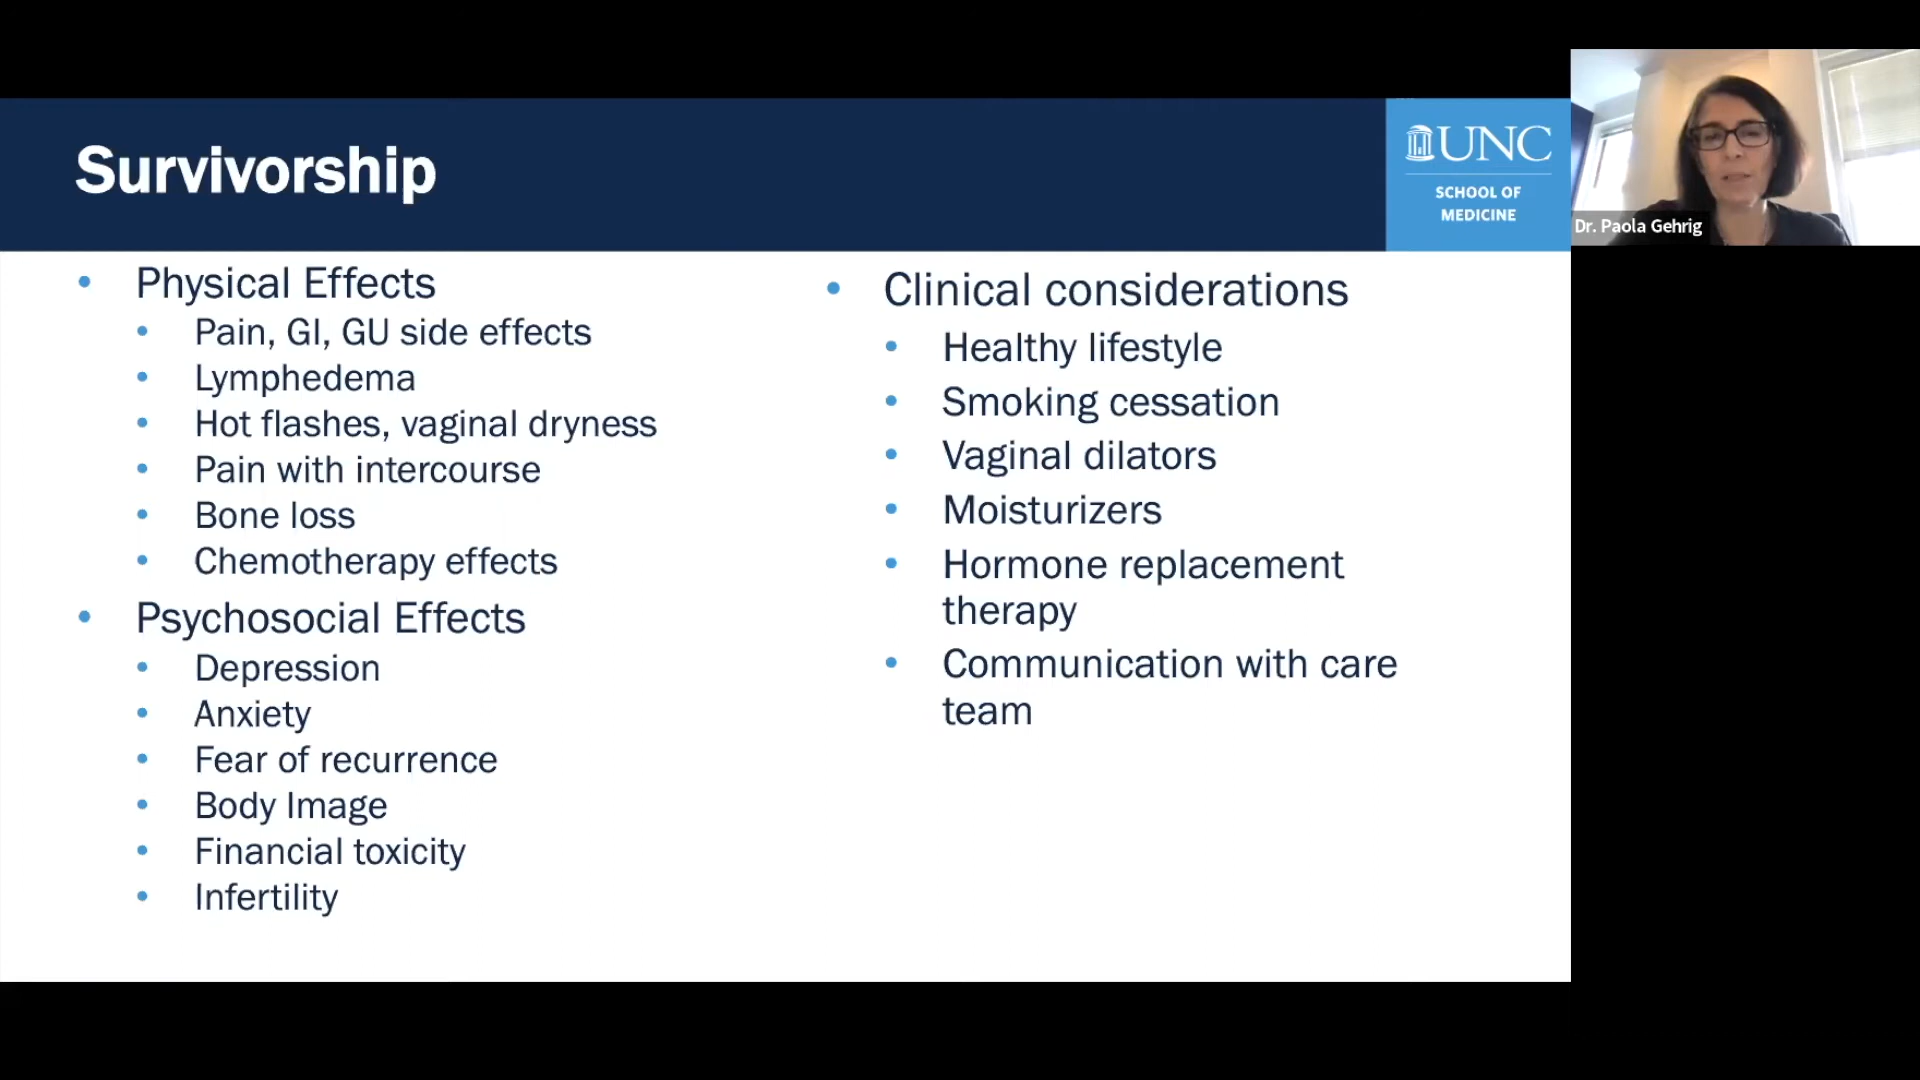 Survivorship
UNC
SCHOOL OF
MEDICINE
Dr. Paola Gehrig
• Physical Effects
• Pain, GI, GU side effects
• Lymphedema
• Hot flashes, vaginal dryness
• Pain with intercourse
• Bone loss
• Chemotherapy effects
• Psychosocial Effects
• Depression
• Anxiety
• Fear of recurrence
• Body Image
• Financial toxicity
• Infertility
• Clinical considerations
• Healthy lifestyle
• Smoking cessation
• Vaginal dilators
• Moisturizers
• Hormone replacement
therapy
• Communication with care
team